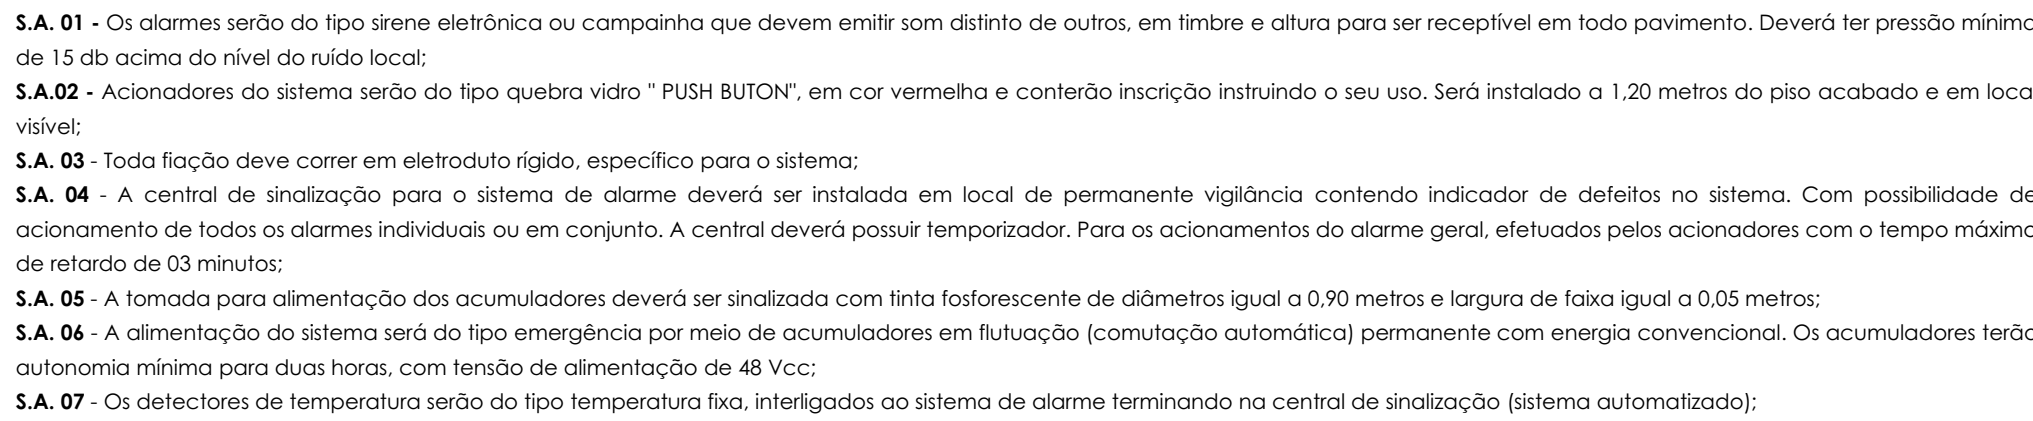 S.A. 01 - Os alarmes serão do tipo sirene eletrônica ou campainha que devem emitir som distinto de outros, em timbre e altura para ser receptível em todo pavimento. Deverá ter pressão mínima
de 15 db acima do nível do ruído local;
S.A.02 - Acionadores do sistema serão do tipo quebra vidro " PUSH BUTON", em cor vermelha e conterão inscrição instruindo o seu uso. Será instalado a 1,20 metros do piso acabado e em local
visível;
S.A. 03 - Toda fiação deve correr em eletroduto rígido, específico para o sistema;
S.A. 04 - A central de sinalização para o sistema de alarme deverá ser instalada em local de permanente vigilância contendo indicador de defeitos no sistema. Com possibilidade de
acionamento de todos os alarmes individuais ou em conjunto. A central deverá possuir temporizador. Para os acionamentos do alarme geral, efetuados pelos acionadores com o tempo máximo
de retardo de 03 minutos;
S.A. 05 - A tomada para alimentação dos acumuladores deverá ser sinalizada com tinta fosforescente de diâmetros igual a 0,90 metros e largura de faixa igual a 0,05 metros;
S.A. 06 - A alimentação do sistema será do tipo emergência por meio de acumuladores em flutuação (comutação automática) permanente com energia convencional. Os acumuladores terão
autonomia mínima para duas horas, com tensão de alimentação de 48 Vcc;
S.A. 07 - Os detectores de temperatura serão do tipo temperatura fixa, interligados ao sistema de alarme terminando na central de sinalização (sistema automatizado);